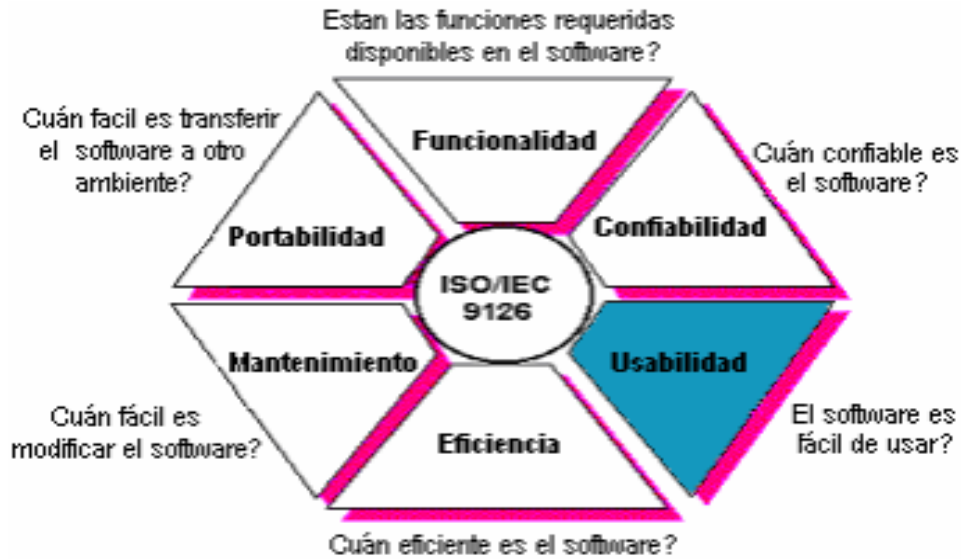 Estan las funciones requeridas
disponibles en el software?
Funcionalidad
Cuán confiable es
el software?
Confiabilidad
Usabilidad
El software es
fácil de usar?
Eficiencia
Cuán eficiente es el software?
Mantenimiento
Cuán fácil es
modificar el software?
Cuán facil es transferir
el software a otro
ambiente?
Portabilidad
ISO/IEC
9126